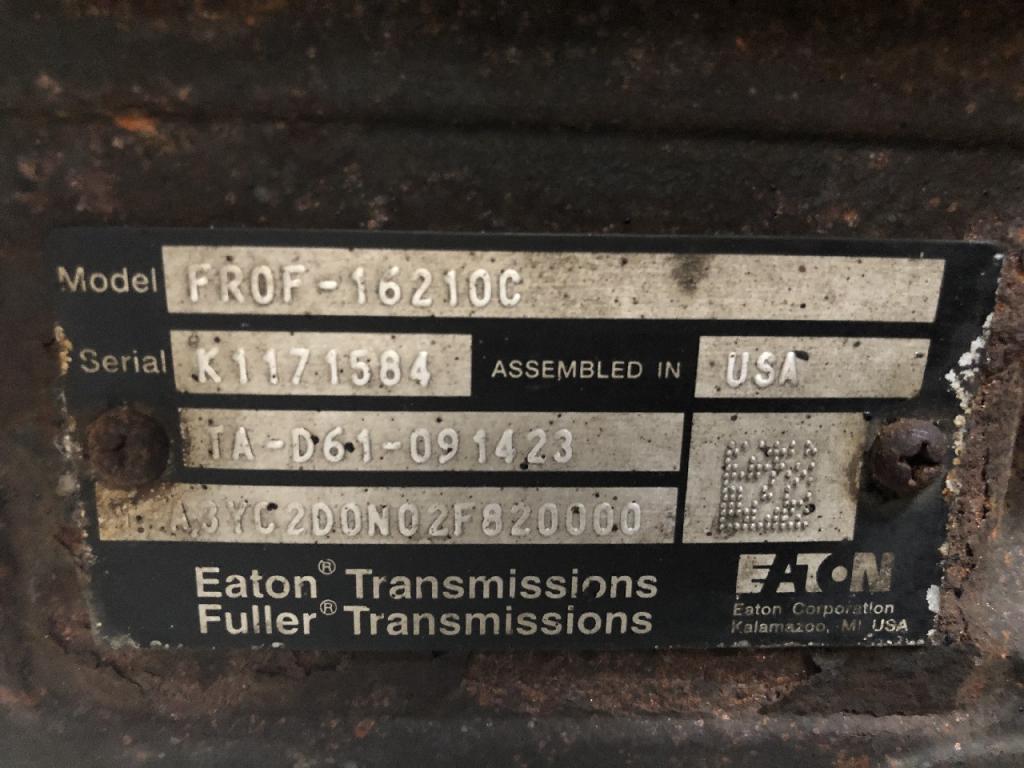 Model FROF-16210C
Serial K1171584 ASSEMBLED IN USA
TA-D61-091423
A3YC2D0N02F820000
Eaton® Transmissions
Fuller® Transmissions
EATON
Eaton Corporation
Kalamazoo, MI USA